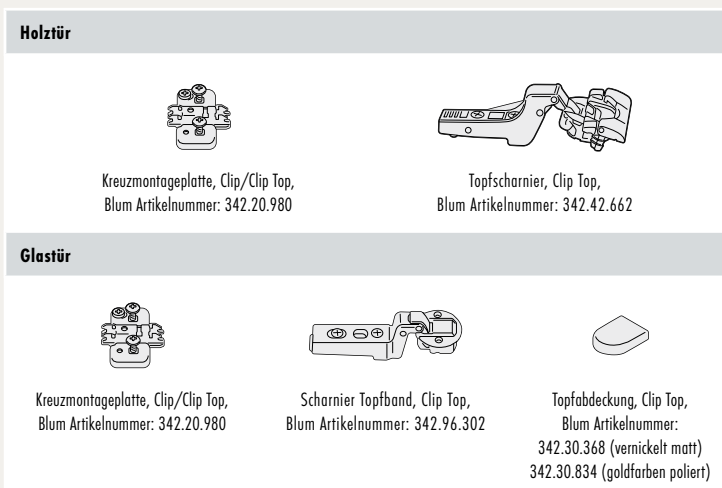 Holztür
Kreuzmontageplatte, Clip/Clip Top,
Blum Artikelnummer: 342.20.980
Topfscharnier, Clip Top,
Blum Artikelnummer: 342.42.662
Glastür
Kreuzmontageplatte, Clip/Clip Top,
Blum Artikelnummer: 342.20.980
Scharnier Topfband, Clip Top,
Blum Artikelnummer: 342.96.302
Topfabdeckung, Clip Top,
Blum Artikelnummer:
342.30.368 (vernickelt matt)
342.30.834 (goldfarben poliert)